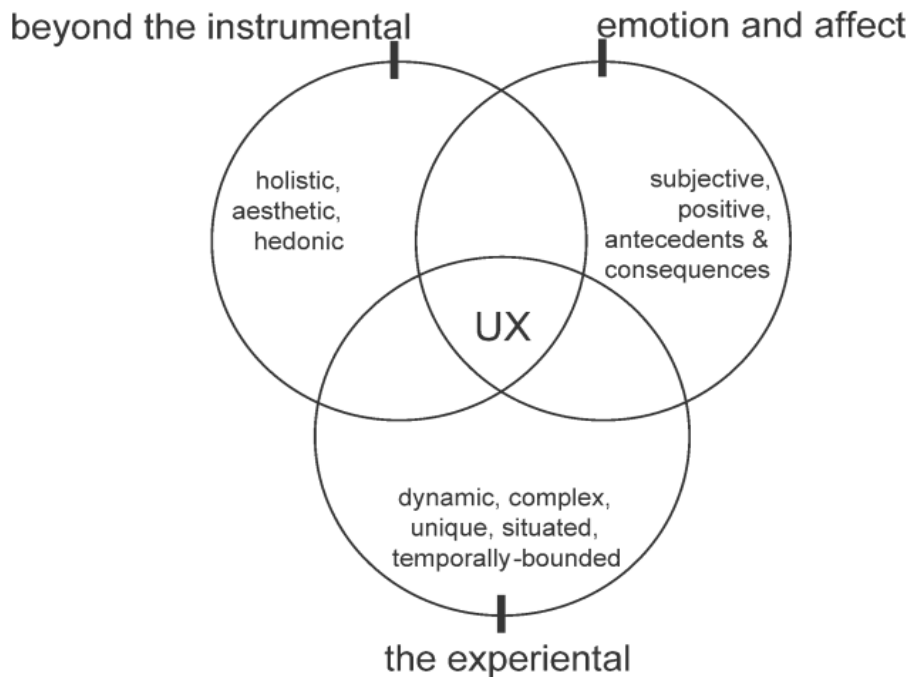 beyond the instrumental
emotion and affect
holistic,
aesthetic,
hedonic
subjective,
positive,
antecedents &
consequences
UX
dynamic, complex,
unique, situated,
temporally-bounded
the experiental